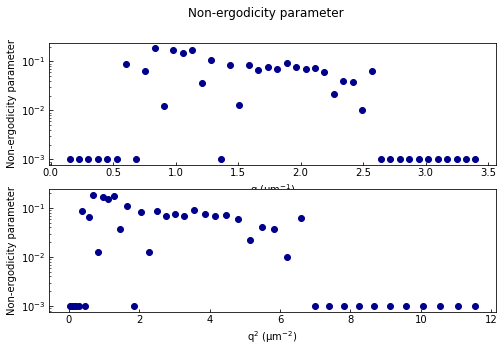 Non-ergodicity parameter
Non-ergodicity parameter
10⁻¹
10⁻²
10⁻³
0.0 0.5 1.0 1.5 2.0 2.5 3.0 3.5
q (μm⁻¹)
Non-ergodicity parameter
10⁻¹
10⁻²
10⁻³
0 2 4 6 8 10 12
q² (μm⁻²)